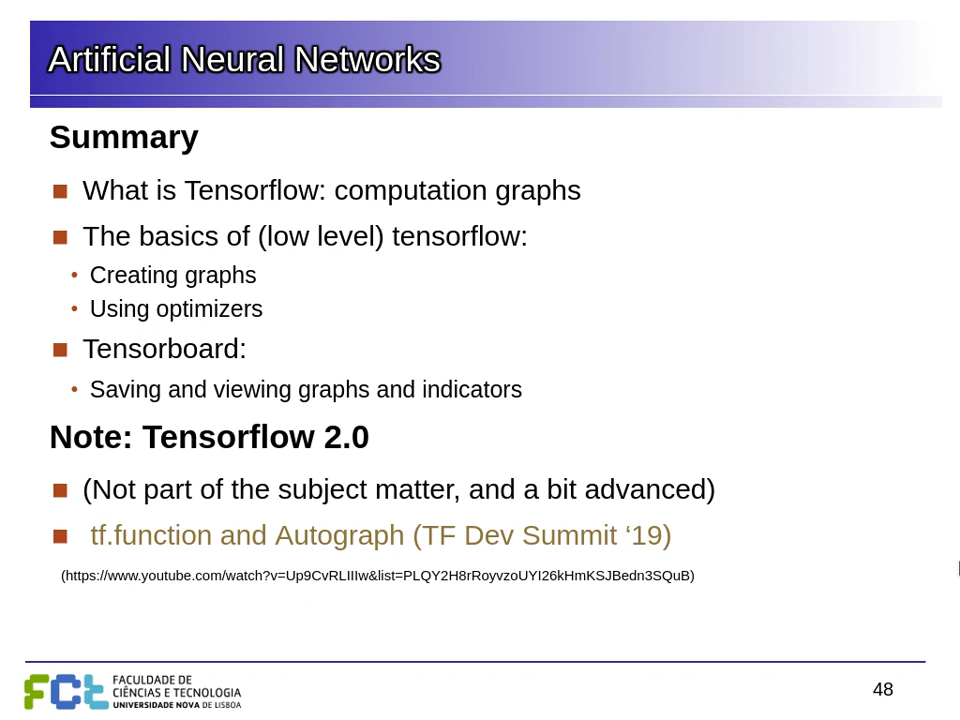 Artificial Neural Networks
Summary
What is Tensorflow: computation graphs
The basics of (low level) tensorflow:
Creating graphs
Using optimizers
Tensorboard:
Saving and viewing graphs and indicators
Note: Tensorflow 2.0
(Not part of the subject matter, and a bit advanced)
tf.function and Autograph (TF Dev Summit ‘19)
(https://www.youtube.com/watch?v=Up9CvRLIIIw&list=PLQY2H8rRoyvzoUYI26kHmKSJBedn3SQuB)
FCt
FACULDADE DE
CIÊNCIAS E TECNOLOGIA
UNIVERSIDADE NOVA DE LISBOA
48